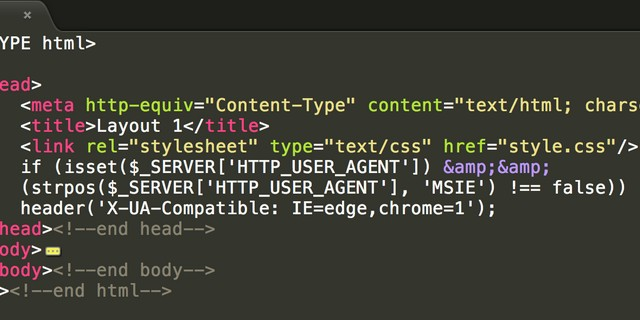 YPE html>
ead>
<meta http-equiv="Content-Type" content="text/html; chars
<title>Layout 1</title>
<link rel="stylesheet" type="text/css" href="style.css"/>
if (isset($_SERVER['HTTP_USER_AGENT']) &amp;&amp;
(strpos($_SERVER['HTTP_USER_AGENT'], 'MSIE') !== false))
header('X-UA-Compatible: IE=edge,chrome=1');
head><!--end head-->
ody>
body><!--end body-->
><!--end html-->